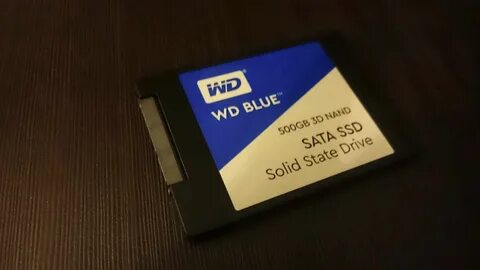 WD
WD BLUE™
500GB 3D NAND
SATA SSD
Solid State Drive